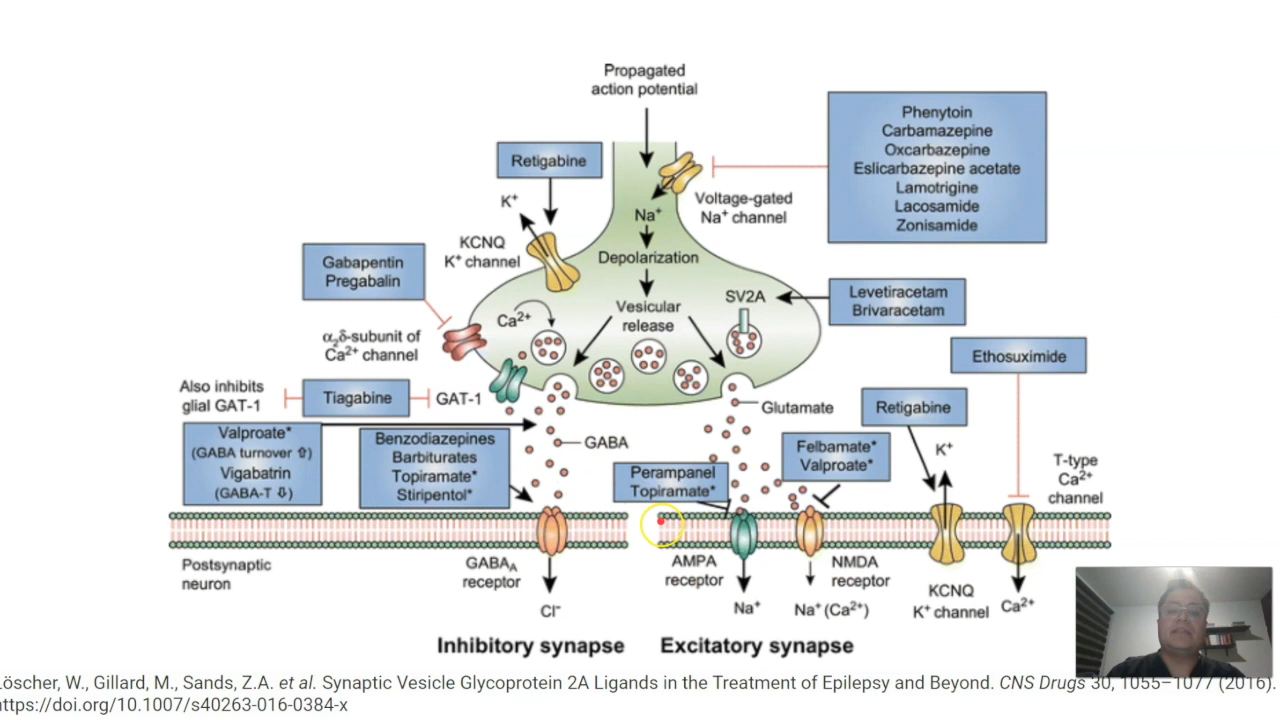 Propagated
action potential
Phenytoin
Carbamazepine
Oxcarbazepine
Eslicarbazepine acetate
Lamotrigine
Lacosamide
Zonisamide
Retigabine
Voltage-gated
Na⁺ channel
K⁺
Na⁺
KCNQ
K⁺ channel
Depolarization
Gabapentin
Pregabalin
Ca²⁺
Vesicular
release
SV2A
Levetiracetam
Brivaracetam
α₂δ-subunit of
Ca²⁺ channel
Ethosuximide
Also inhibits
glial GAT-1
Tiagabine
GAT-1
Glutamate
Retigabine
Valproate*
(GABA turnover ⇧)
Vigabatrin
(GABA-T ⇩)
Benzodiazepines
Barbiturates
Topiramate*
Stiripentol*
GABA
Perampanel
Topiramate*
Felbamate*
Valproate*
K⁺
T-type
Ca²⁺
channel
Postsynaptic
neuron
GABA_A
receptor
Cl⁻
AMPA
receptor
Na⁺
NMDA
receptor
Na⁺ (Ca²⁺)
KCNQ
K⁺ channel
Ca²⁺
Inhibitory synapse
Excitatory synapse
Löscher, W., Gillard, M., Sands, Z.A. et al. Synaptic Vesicle Glycoprotein 2A Ligands in the Treatment of Epilepsy and Beyond. CNS Drugs 30, 1055–1077 (2016).
https://doi.org/10.1007/s40263-016-0384-x